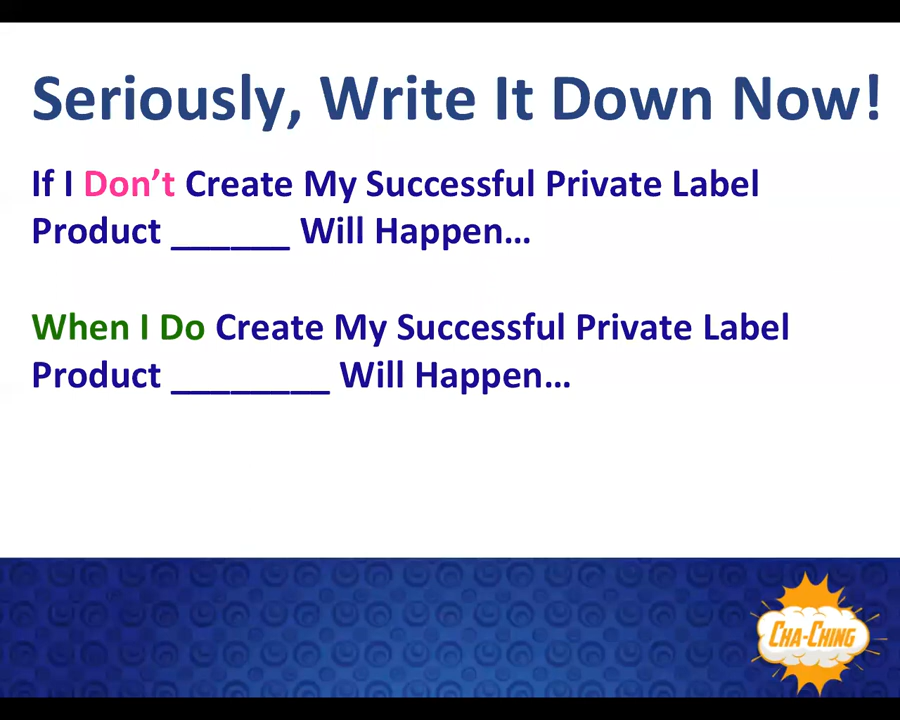 Seriously, Write It Down Now!
If I Don’t Create My Successful Private Label
Product ______ Will Happen…
When I Do Create My Successful Private Label
Product ________ Will Happen…
CHA-CHING